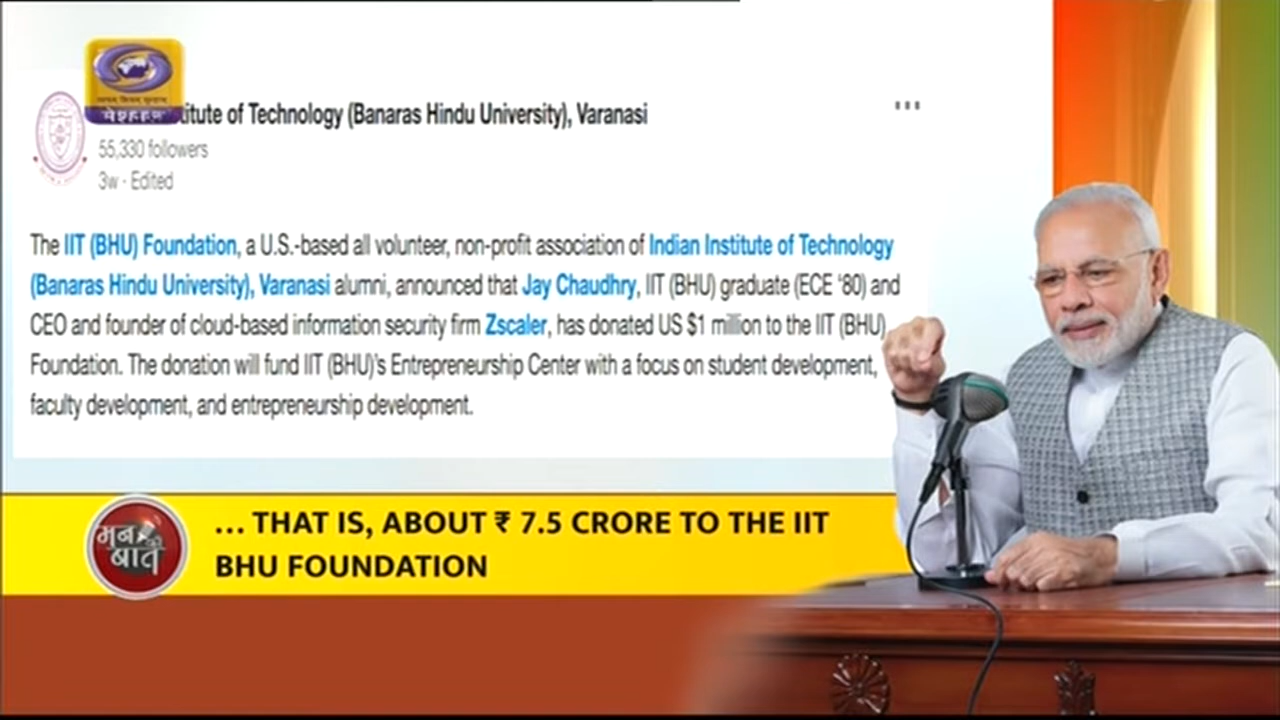 titute of Technology (Banaras Hindu University), Varanasi
55,330 followers
3w · Edited
The IIT (BHU) Foundation, a U.S.-based all volunteer, non-profit association of Indian Institute of Technology
(Banaras Hindu University), Varanasi alumni, announced that Jay Chaudhry, IIT (BHU) graduate (ECE ‘80) and
CEO and founder of cloud-based information security firm Zscaler, has donated US $1 million to the IIT (BHU)
Foundation. The donation will fund IIT (BHU)'s Entrepreneurship Center with a focus on student development,
faculty development, and entrepreneurship development.
मन की बात
... THAT IS, ABOUT ₹ 7.5 CRORE TO THE IIT
BHU FOUNDATION